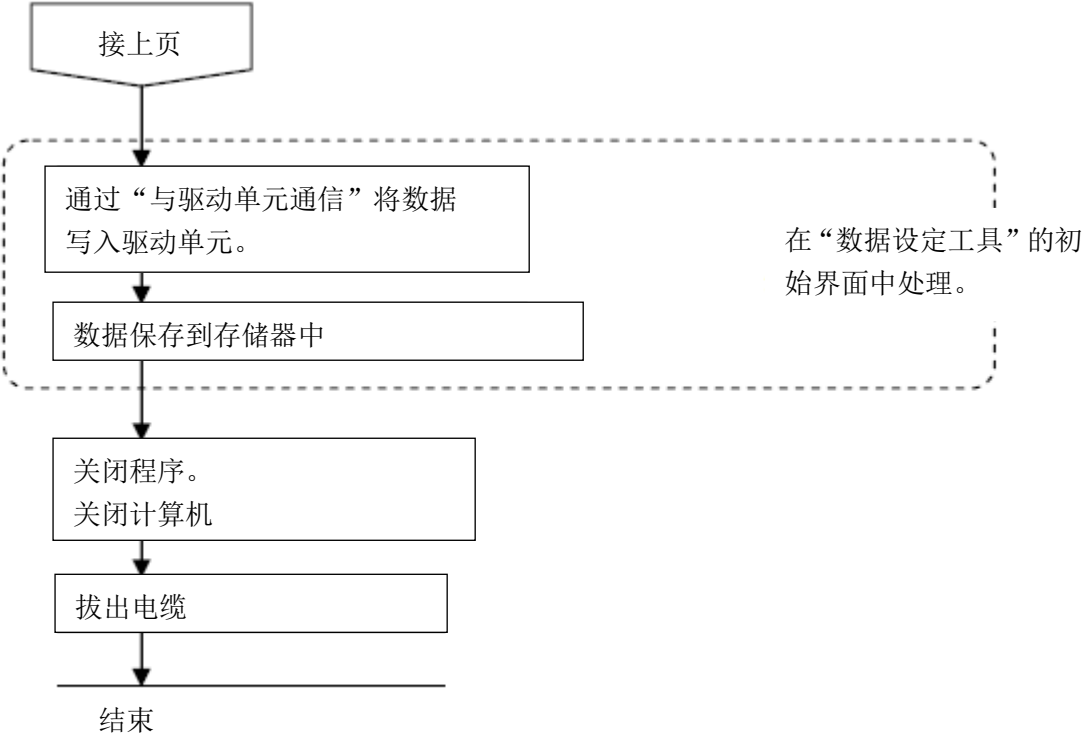 接上页
通过“与驱动单元通信”将数据
写入驱动单元。
在“数据设定工具”的初
始界面中处理。
数据保存到存储器中
关闭程序。
关闭计算机
拔出电缆
结束